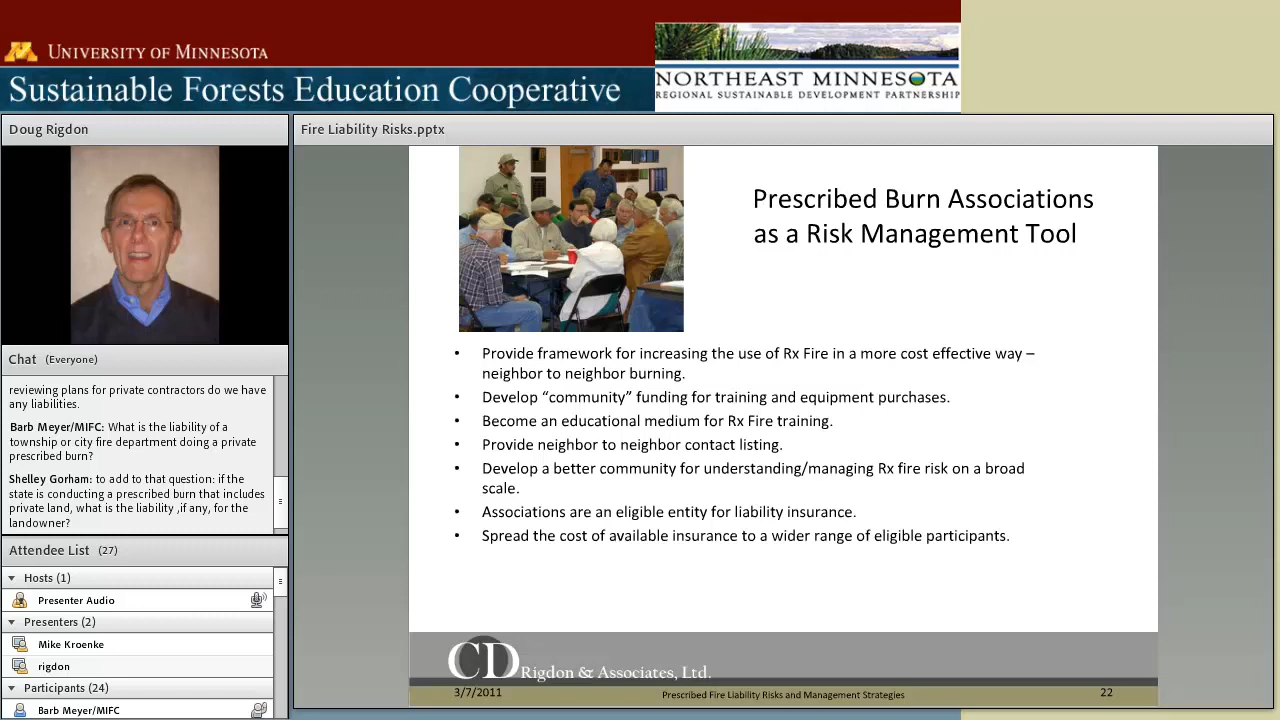 UNIVERSITY OF MINNESOTA
Sustainable Forests Education Cooperative
NORTHEAST MINNESOTA
REGIONAL SUSTAINABLE DEVELOPMENT PARTNERSHIP
Doug Rigdon
Chat (Everyone)
reviewing plans for private contractors do we have
any liabilities.
Barb Meyer/MIFC: What is the liability of a
township or city fire department doing a private
prescribed burn?
Shelley Gorham: to add to that question: if the
state is conducting a prescribed burn that includes
private land, what is the liability ,if any, for the
landowner?
Attendee List (27)
Hosts (1)
Presenter Audio
Presenters (2)
Mike Kroenke
rigdon
Participants (24)
Barb Meyer/MIFC
Fire Liability Risks.pptx
Prescribed Burn Associations
as a Risk Management Tool
• Provide framework for increasing the use of Rx Fire in a more cost effective way –
neighbor to neighbor burning.
• Develop “community” funding for training and equipment purchases.
• Become an educational medium for Rx Fire training.
• Provide neighbor to neighbor contact listing.
• Develop a better community for understanding/managing Rx fire risk on a broad
scale.
• Associations are an eligible entity for liability insurance.
• Spread the cost of available insurance to a wider range of eligible participants.
CD Rigdon & Associates, Ltd.
3/7/2011
Prescribed Fire Liability Risks and Management Strategies
22